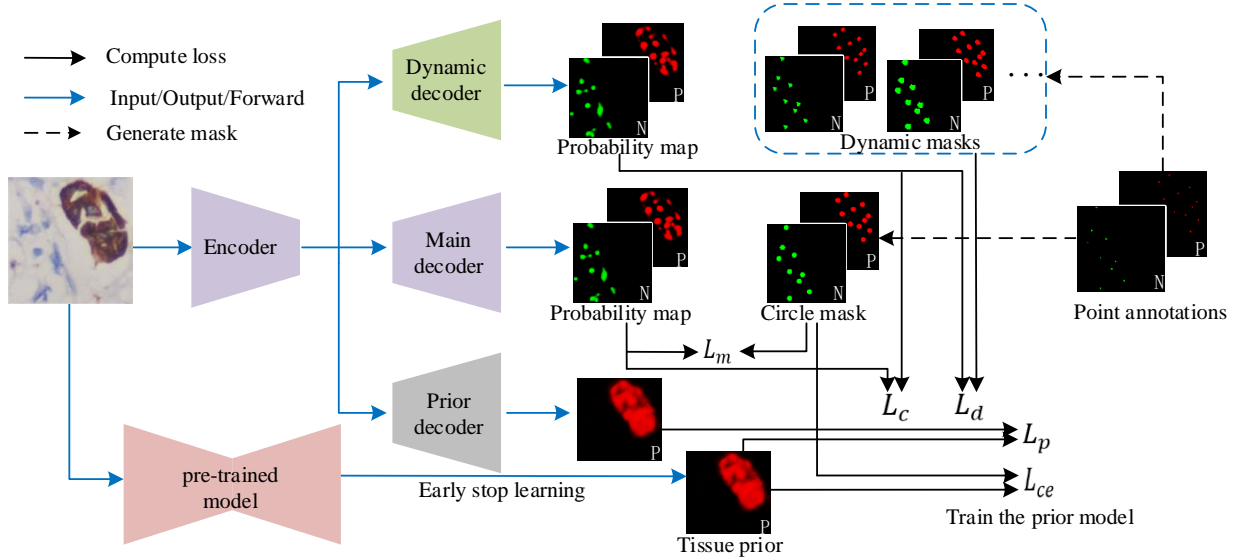 Compute loss
Input/Output/Forward
Generate mask
Dynamic
decoder
P
N
Probability map
P
N
P
N
...
Dynamic masks
Encoder
Main
decoder
P
N
Probability map
P
N
Circle mask
P
N
Point annotations
L_m
L_c
L_d
Prior
decoder
P
L_p
pre-trained
model
Early stop learning
P
Tissue prior
L_ce
Train the prior model